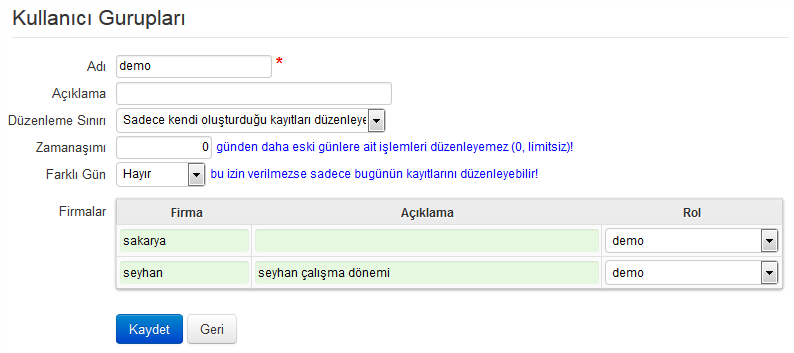 Kullanıcı Gurupları
Adı demo *
Açıklama
Düzenleme Sınırı Sadece kendi oluşturduğu kayıtları düzenleye
Zamanaşımı 0 günden daha eski günlere ait işlemleri düzenleyemez (0, limitsiz)!
Farklı Gün Hayır bu izin verilmezse sadece bugünün kayıtlarını düzenleyebilir!
Firmalar Firma Açıklama Rol
sakarya demo
seyhan seyhan çalışma dönemi demo
Kaydet Geri